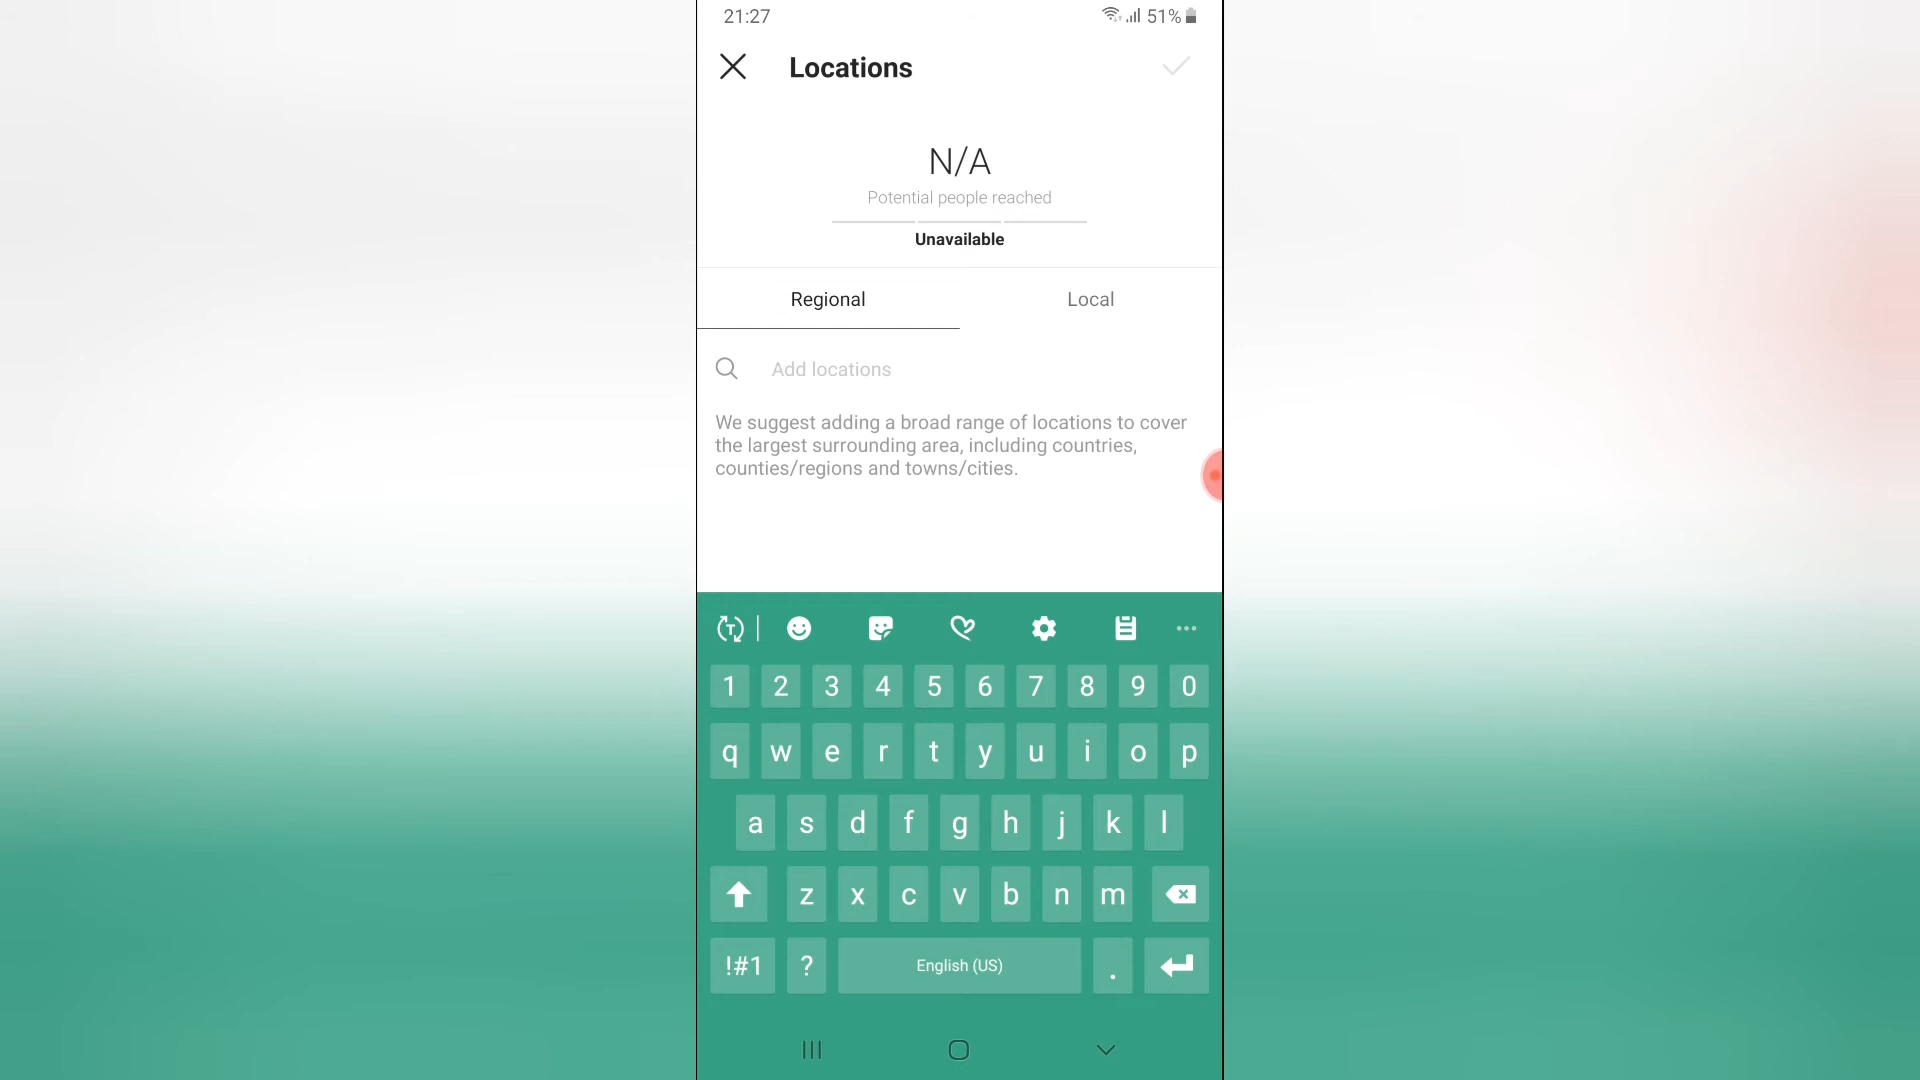 21:27
51%
Locations
N/A
Potential people reached
Unavailable
Regional
Local
Add locations
We suggest adding a broad range of locations to cover
the largest surrounding area, including countries,
counties/regions and towns/cities.
T
1 2 3 4 5 6 7 8 9 0
q w e r t y u i o p
a s d f g h j k l
z x c v b n m
!#1 ? English (US) .